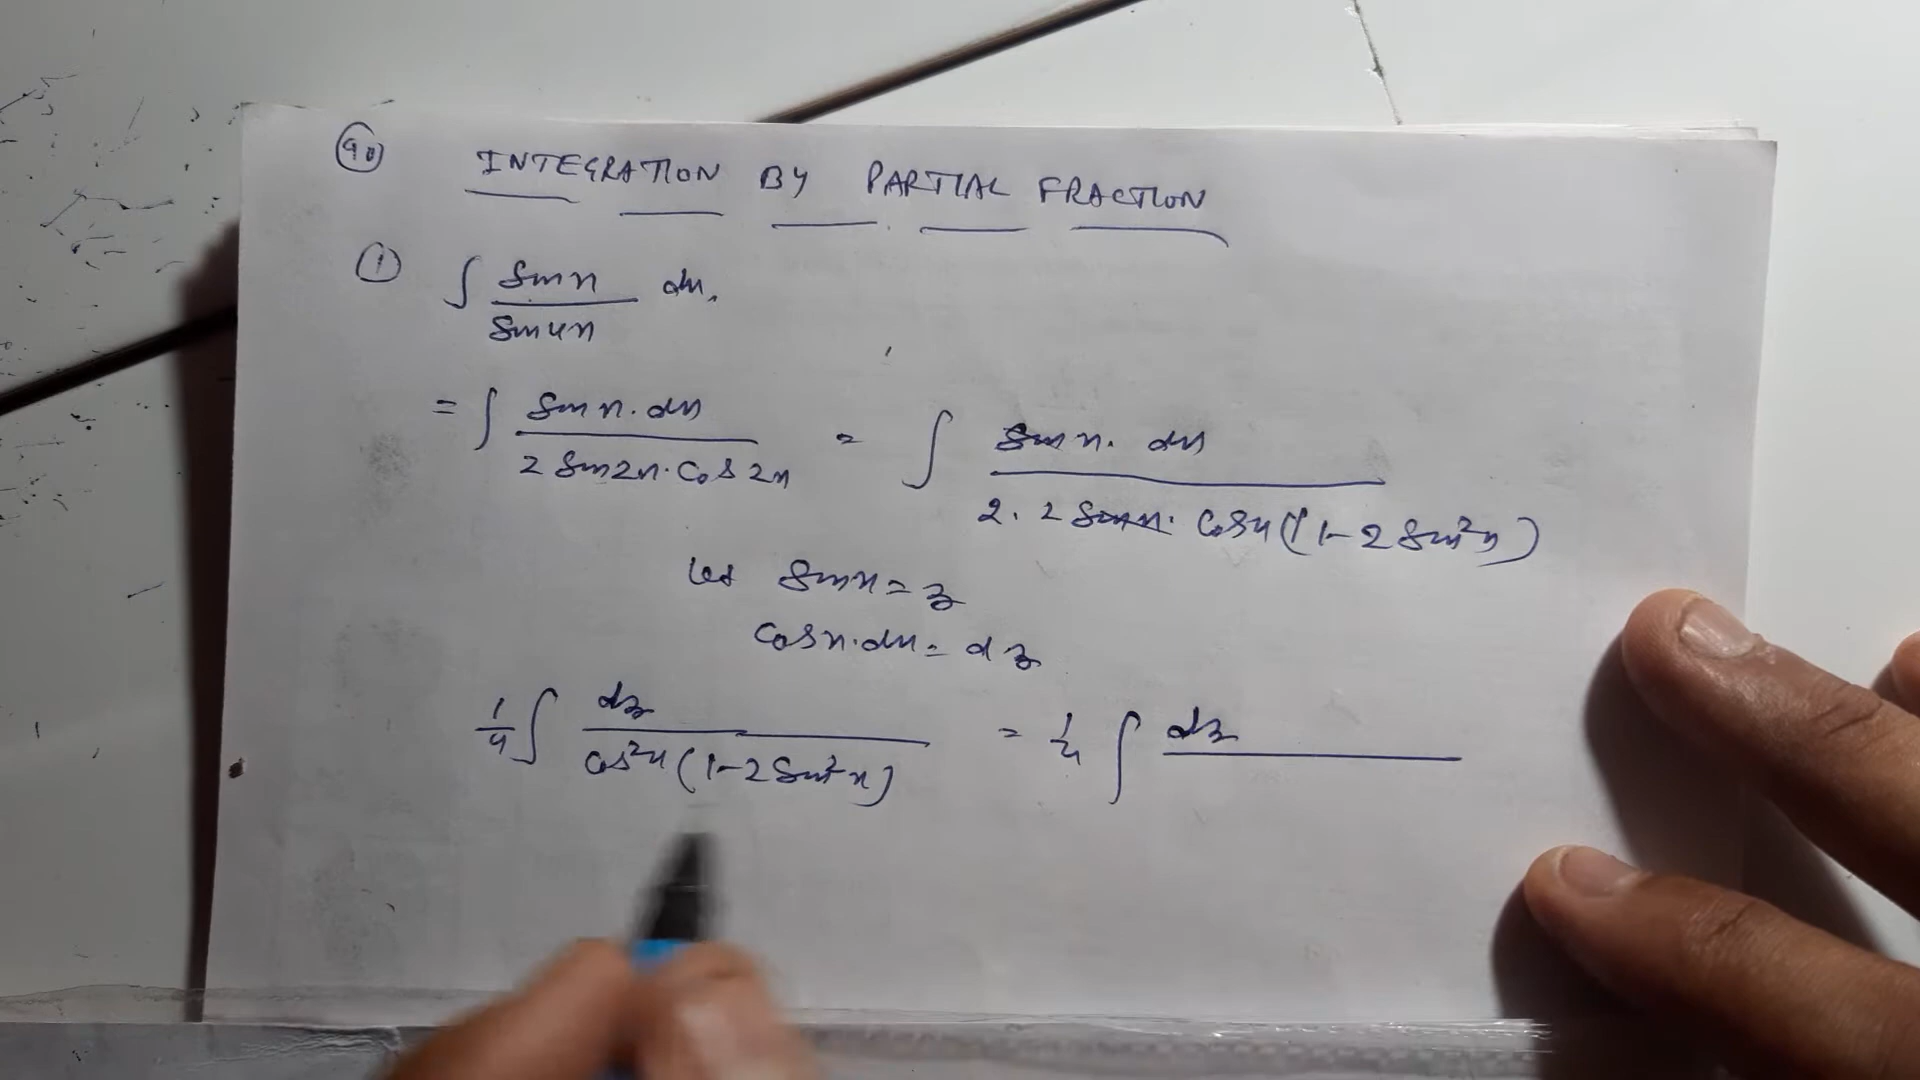 90 INTEGRATION BY PARTIAL FRACTION
① ∫ Sin x / Sin 4x dx.
= ∫ Sin x. dx / 2 Sin 2x. Cos 2x = ∫ Sin x. dx / 2. 2 Sin x. Cos x (1 - 2 Sin²x)
Let Sin x = z
Cos x. dx = dz
1/4 ∫ dz / Cos²x (1 - 2 Sin²x) = 1/4 ∫ dz /